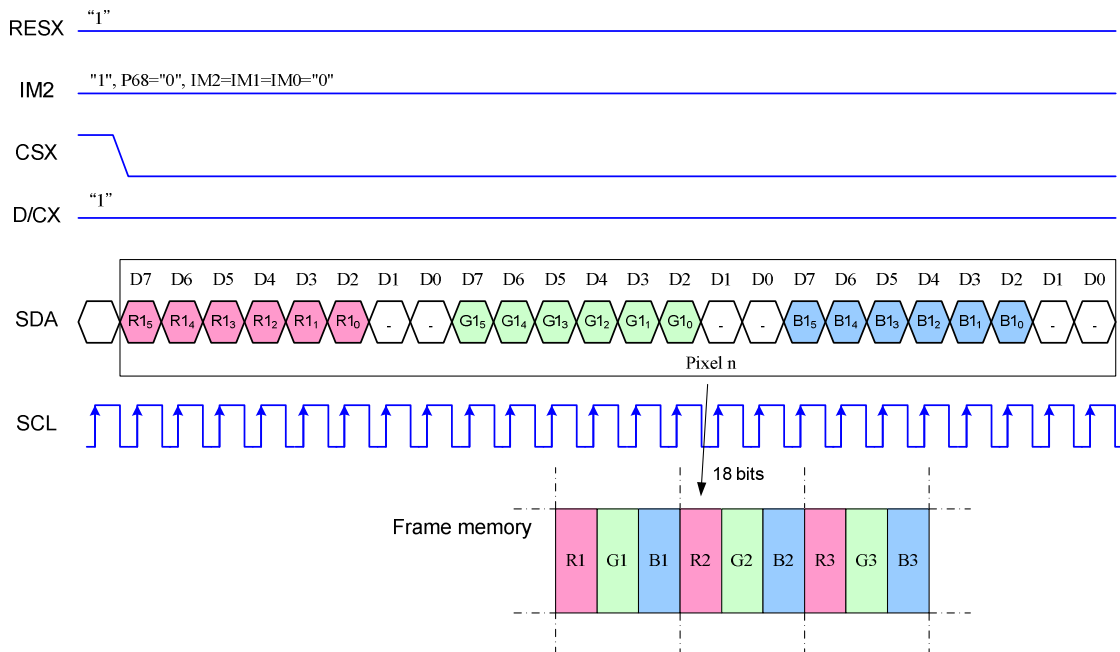 RESX “1”
IM2 "1", P68="0", IM2=IM1=IM0="0"
CSX
D/CX “1”
D7 D6 D5 D4 D3 D2 D1 D0 D7 D6 D5 D4 D3 D2 D1 D0 D7 D6 D5 D4 D3 D2 D1 D0
SDA R1₅ R1₄ R1₃ R1₂ R1₁ R1₀ - - G1₅ G1₄ G1₃ G1₂ G1₁ G1₀ - - B1₅ B1₄ B1₃ B1₂ B1₁ B1₀ - -
Pixel n
SCL
18 bits
Frame memory
R1 G1 B1 R2 G2 B2 R3 G3 B3